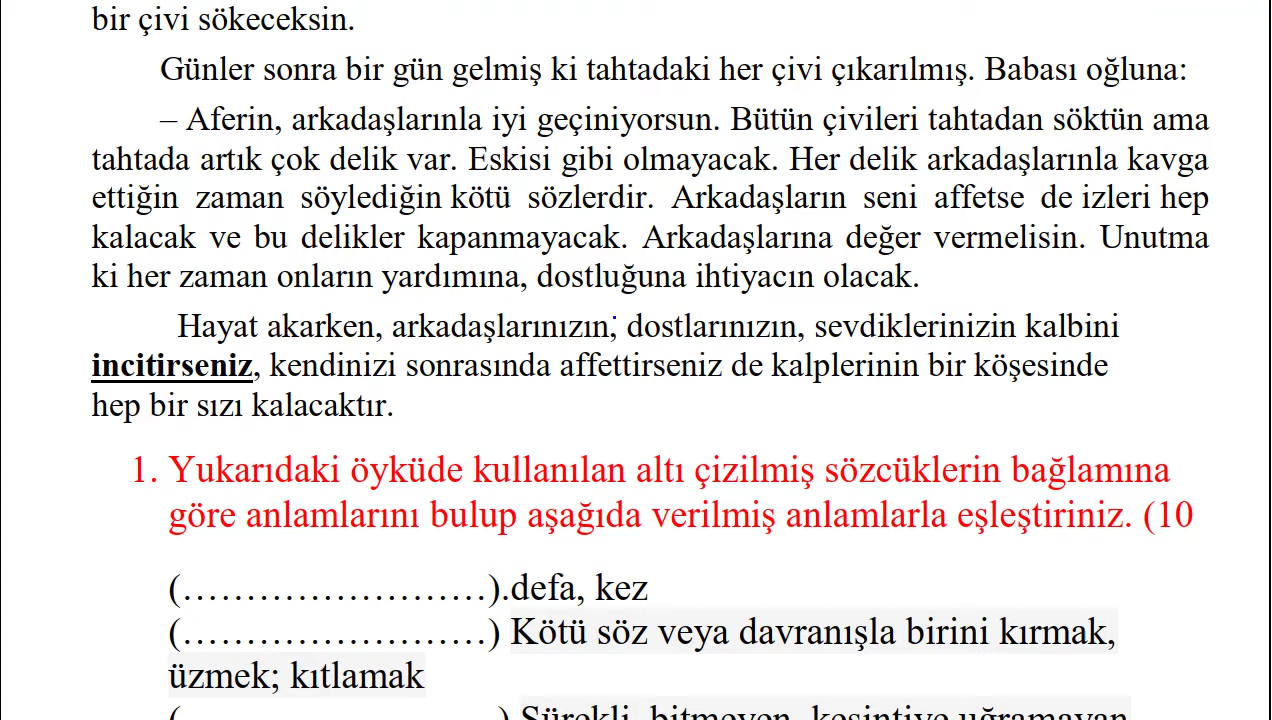 bir çivi sökeceksin.
Günler sonra bir gün gelmiş ki tahtadaki her çivi çıkarılmış. Babası oğluna:
– Aferin, arkadaşlarınla iyi geçiniyorsun. Bütün çivileri tahtadan söktün ama
tahtada artık çok delik var. Eskisi gibi olmayacak. Her delik arkadaşlarınla kavga
ettiğin zaman söylediğin kötü sözlerdir. Arkadaşların seni affetse de izleri hep
kalacak ve bu delikler kapanmayacak. Arkadaşlarına değer vermelisin. Unutma
ki her zaman onların yardımına, dostluğuna ihtiyacın olacak.
Hayat akarken, arkadaşlarınızın, dostlarınızın, sevdiklerinizin kalbini
incitirseniz, kendinizi sonrasında affettirseniz de kalplerinin bir köşesinde
hep bir sızı kalacaktır.
1. Yukarıdaki öyküde kullanılan altı çizilmiş sözcüklerin bağlamına
göre anlamlarını bulup aşağıda verilmiş anlamlarla eşleştiriniz. (10
(……………………).defa, kez
(……………………) Kötü söz veya davranışla birini kırmak,
üzmek; kıtlamak
(……………………) Sürekli, bitmeyen, kesintiye uğramayan